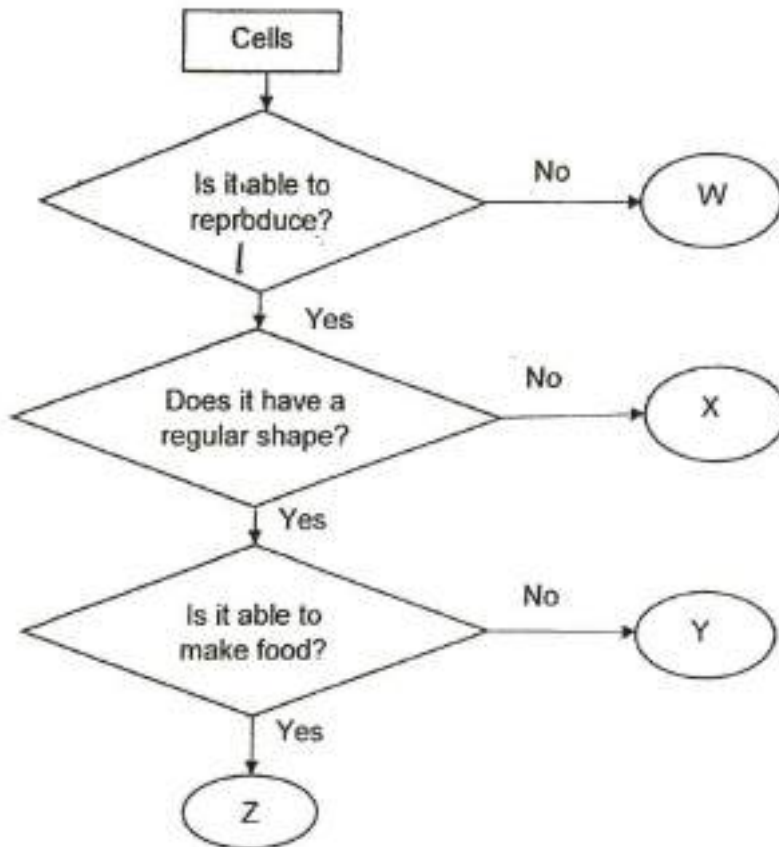 Cells
Is it able to
reproduce?
No
W
Yes
Does it have a
regular shape?
No
X
Yes
Is it able to
make food?
No
Y
Yes
Z